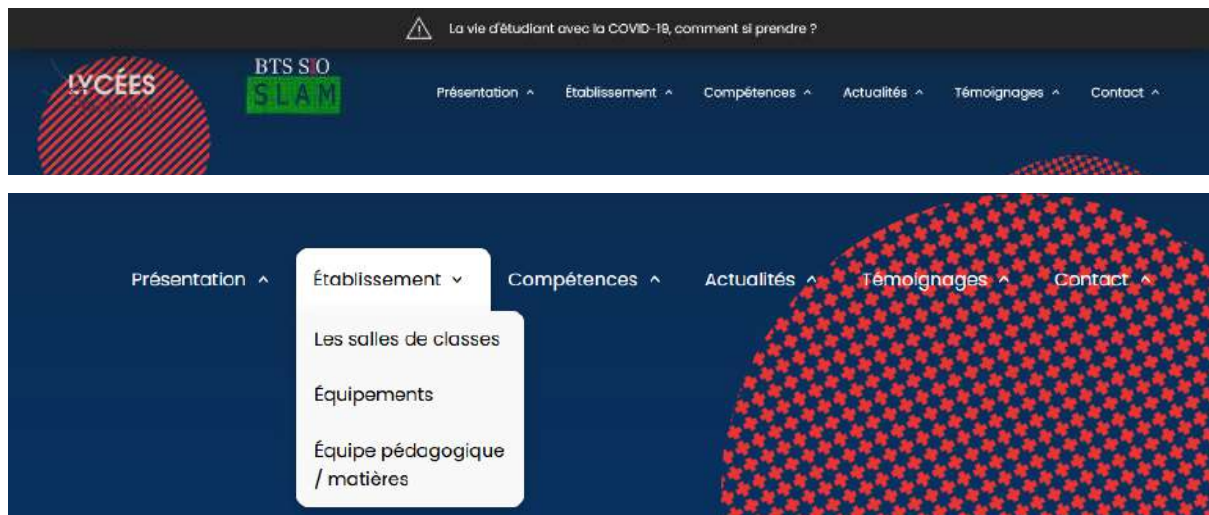 La vie d'étudiant avec la COVID-19, comment si prendre ?
LYCÉES
BTS SIO
SLAM
Présentation Établissement Compétences Actualités Témoignages Contact
Présentation Établissement Compétences Actualités Témoignages Contact
Les salles de classes
Équipements
Équipe pédagogique
/ matières